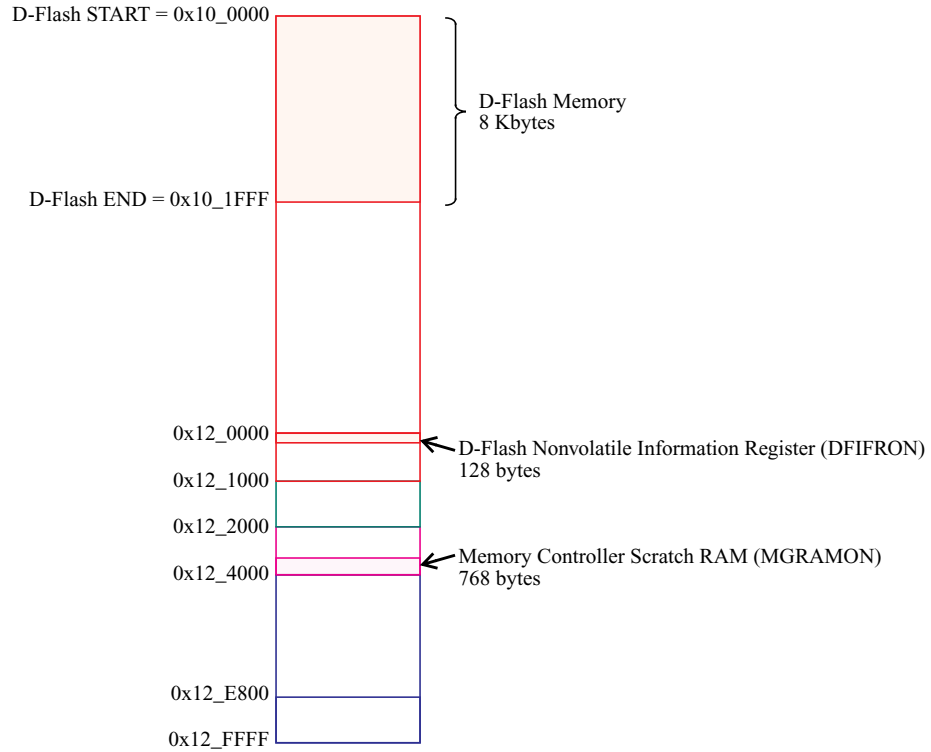 D-Flash START = 0x10_0000
D-Flash Memory
8 Kbytes
D-Flash END = 0x10_1FFF
0x12_0000
D-Flash Nonvolatile Information Register (DFIFRON)
128 bytes
0x12_1000
0x12_2000
Memory Controller Scratch RAM (MGRAMON)
768 bytes
0x12_4000
0x12_E800
0x12_FFFF